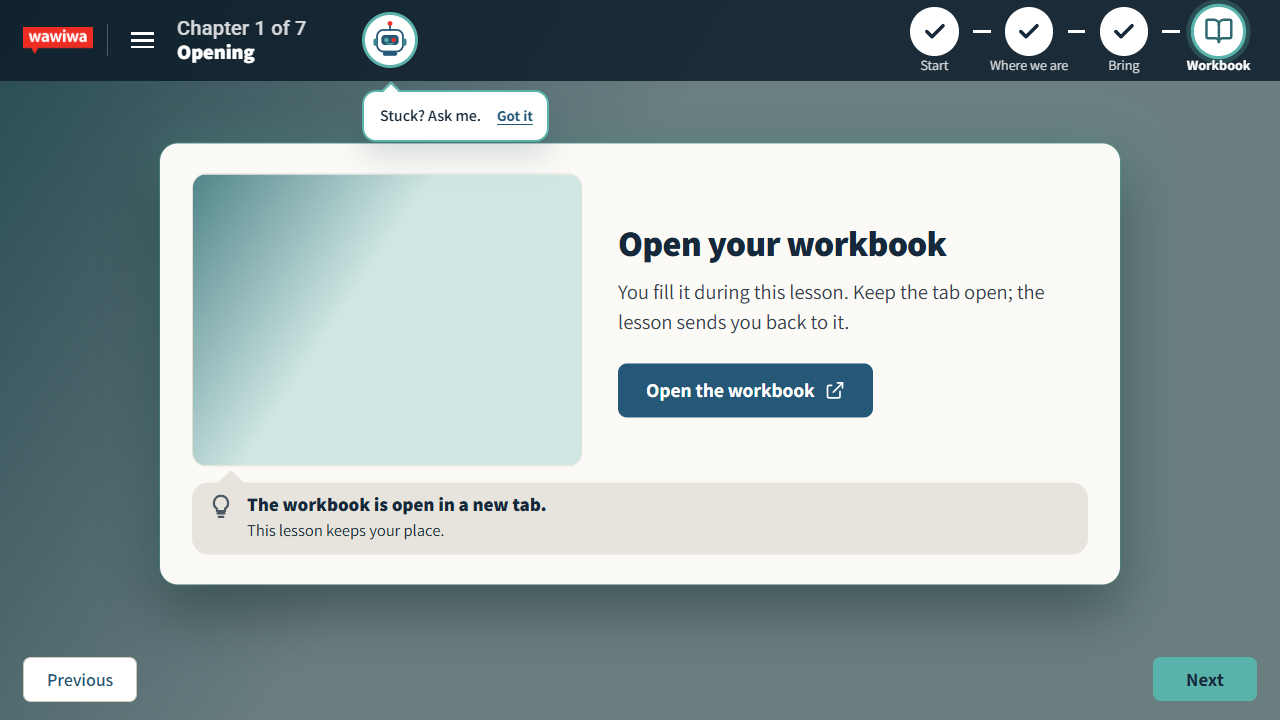 wawiwa
Chapter 1 of 7
Opening
Start
Where we are
Bring
Workbook
Stuck? Ask me. Got it
Open your workbook
You fill it during this lesson. Keep the tab open; the
lesson sends you back to it.
Open the workbook
The workbook is open in a new tab.
This lesson keeps your place.
Previous
Next